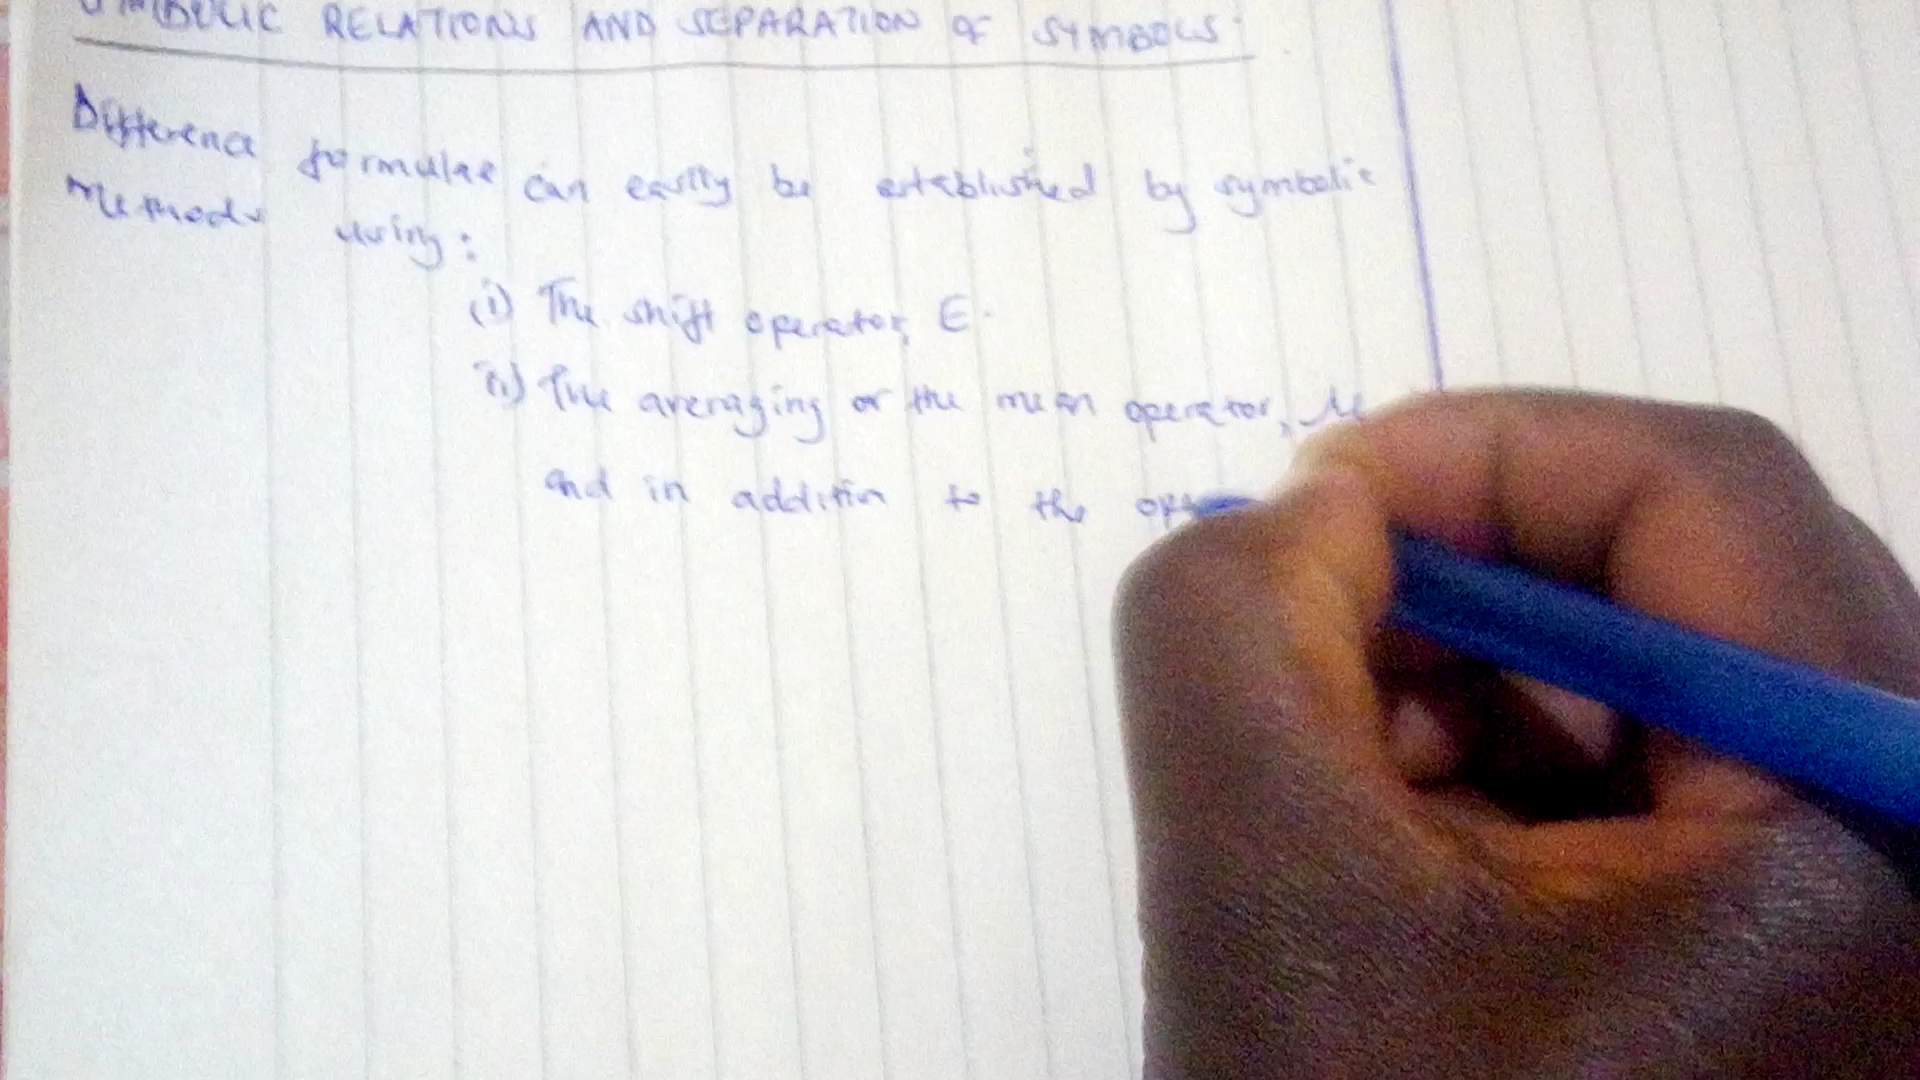 SYMBOLIC RELATIONS AND SEPARATION OF SYMBOLS.
Difference formulae can easily be established by symbolic
Methods using:
(i) The shift operator, E.
(ii) The averaging or the mean operator, μ
and in addition to the